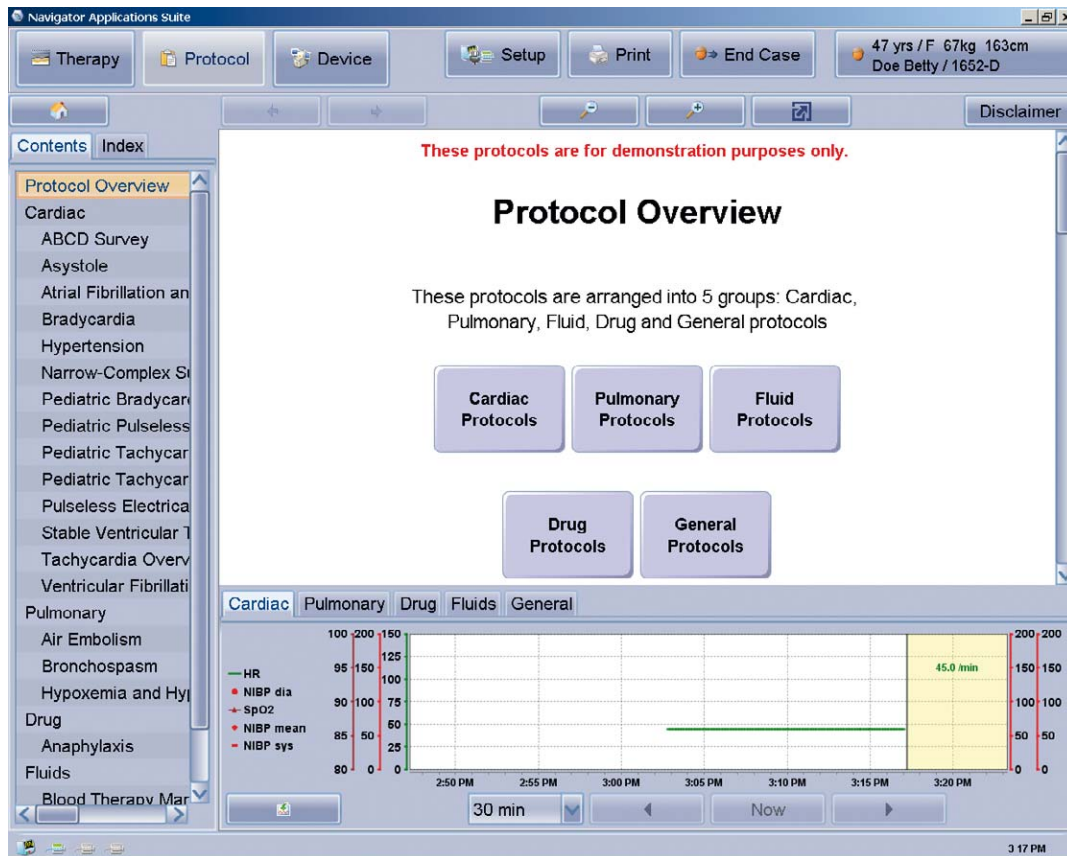 Navigator Applications Suite
Therapy
Protocol
Device
Setup
Print
End Case
47 yrs / F 67kg 163cm
Doe Betty / 1652-D
Disclaimer
Contents Index
Protocol Overview
Cardiac
ABCD Survey
Asystole
Atrial Fibrillation an
Bradycardia
Hypertension
Narrow-Complex Su
Pediatric Bradycar
Pediatric Pulseless
Pediatric Tachycar
Pediatric Tachycar
Pulseless Electrica
Stable Ventricular T
Tachycardia Overv
Ventricular Fibrillati
Pulmonary
Air Embolism
Bronchospasm
Hypoxemia and Hy
Drug
Anaphylaxis
Fluids
Blood Therapy Mar
These protocols are for demonstration purposes only.
Protocol Overview
These protocols are arranged into 5 groups: Cardiac,
Pulmonary, Fluid, Drug and General protocols
Cardiac
Protocols
Pulmonary
Protocols
Fluid
Protocols
Drug
Protocols
General
Protocols
Cardiac Pulmonary Drug Fluids General
HR
NIBP dia
SpO2
NIBP mean
NIBP sys
100 200 150
125
95 150
100
90 100 75
50
85 50
25
80 0 0
45.0 /min
200 200
150 150
100 100
50 50
0 0
2:50 PM 2:55 PM 3:00 PM 3:05 PM 3:10 PM 3:15 PM 3:20 PM
30 min
Now
3 17 PM